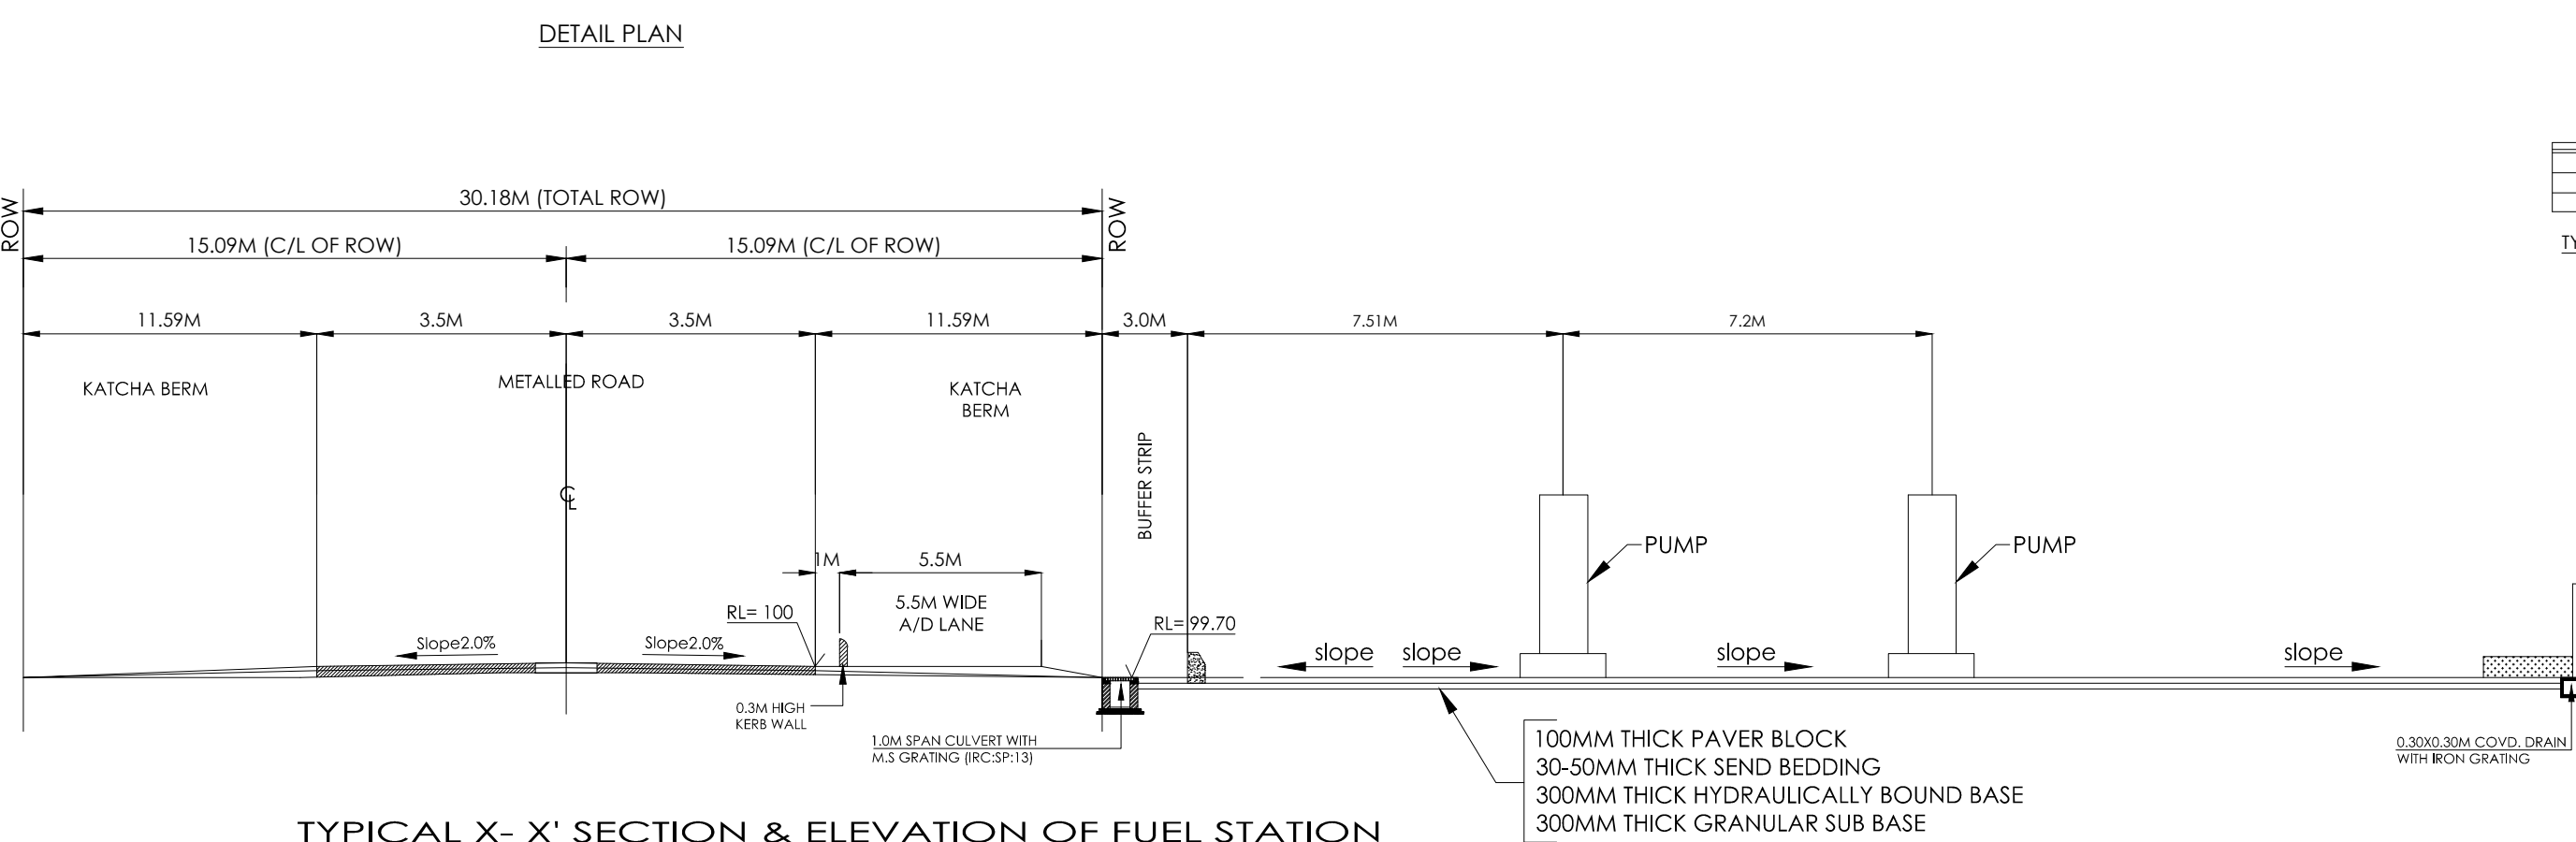 DETAIL PLAN
ROW
30.18M (TOTAL ROW)
ROW
15.09M (C/L OF ROW)
15.09M (C/L OF ROW)
TY
11.59M
3.5M
3.5M
11.59M
3.0M
7.51M
7.2M
KATCHA BERM
METALLED ROAD
KATCHA
BERM
BUFFER STRIP
℄
PUMP
PUMP
1M
5.5M
RL= 100
5.5M WIDE
A/D LANE
RL= 99.70
Slope2.0%
Slope2.0%
slope
slope
slope
slope
0.3M HIGH
KERB WALL
1.0M SPAN CULVERT WITH
M.S GRATING (IRC:SP:13)
100MM THICK PAVER BLOCK
30-50MM THICK SEND BEDDING
300MM THICK HYDRAULICALLY BOUND BASE
300MM THICK GRANULAR SUB BASE
0.30X0.30M COVD. DRAIN
WITH IRON GRATING
TYPICAL X- X' SECTION & ELEVATION OF FUEL STATION